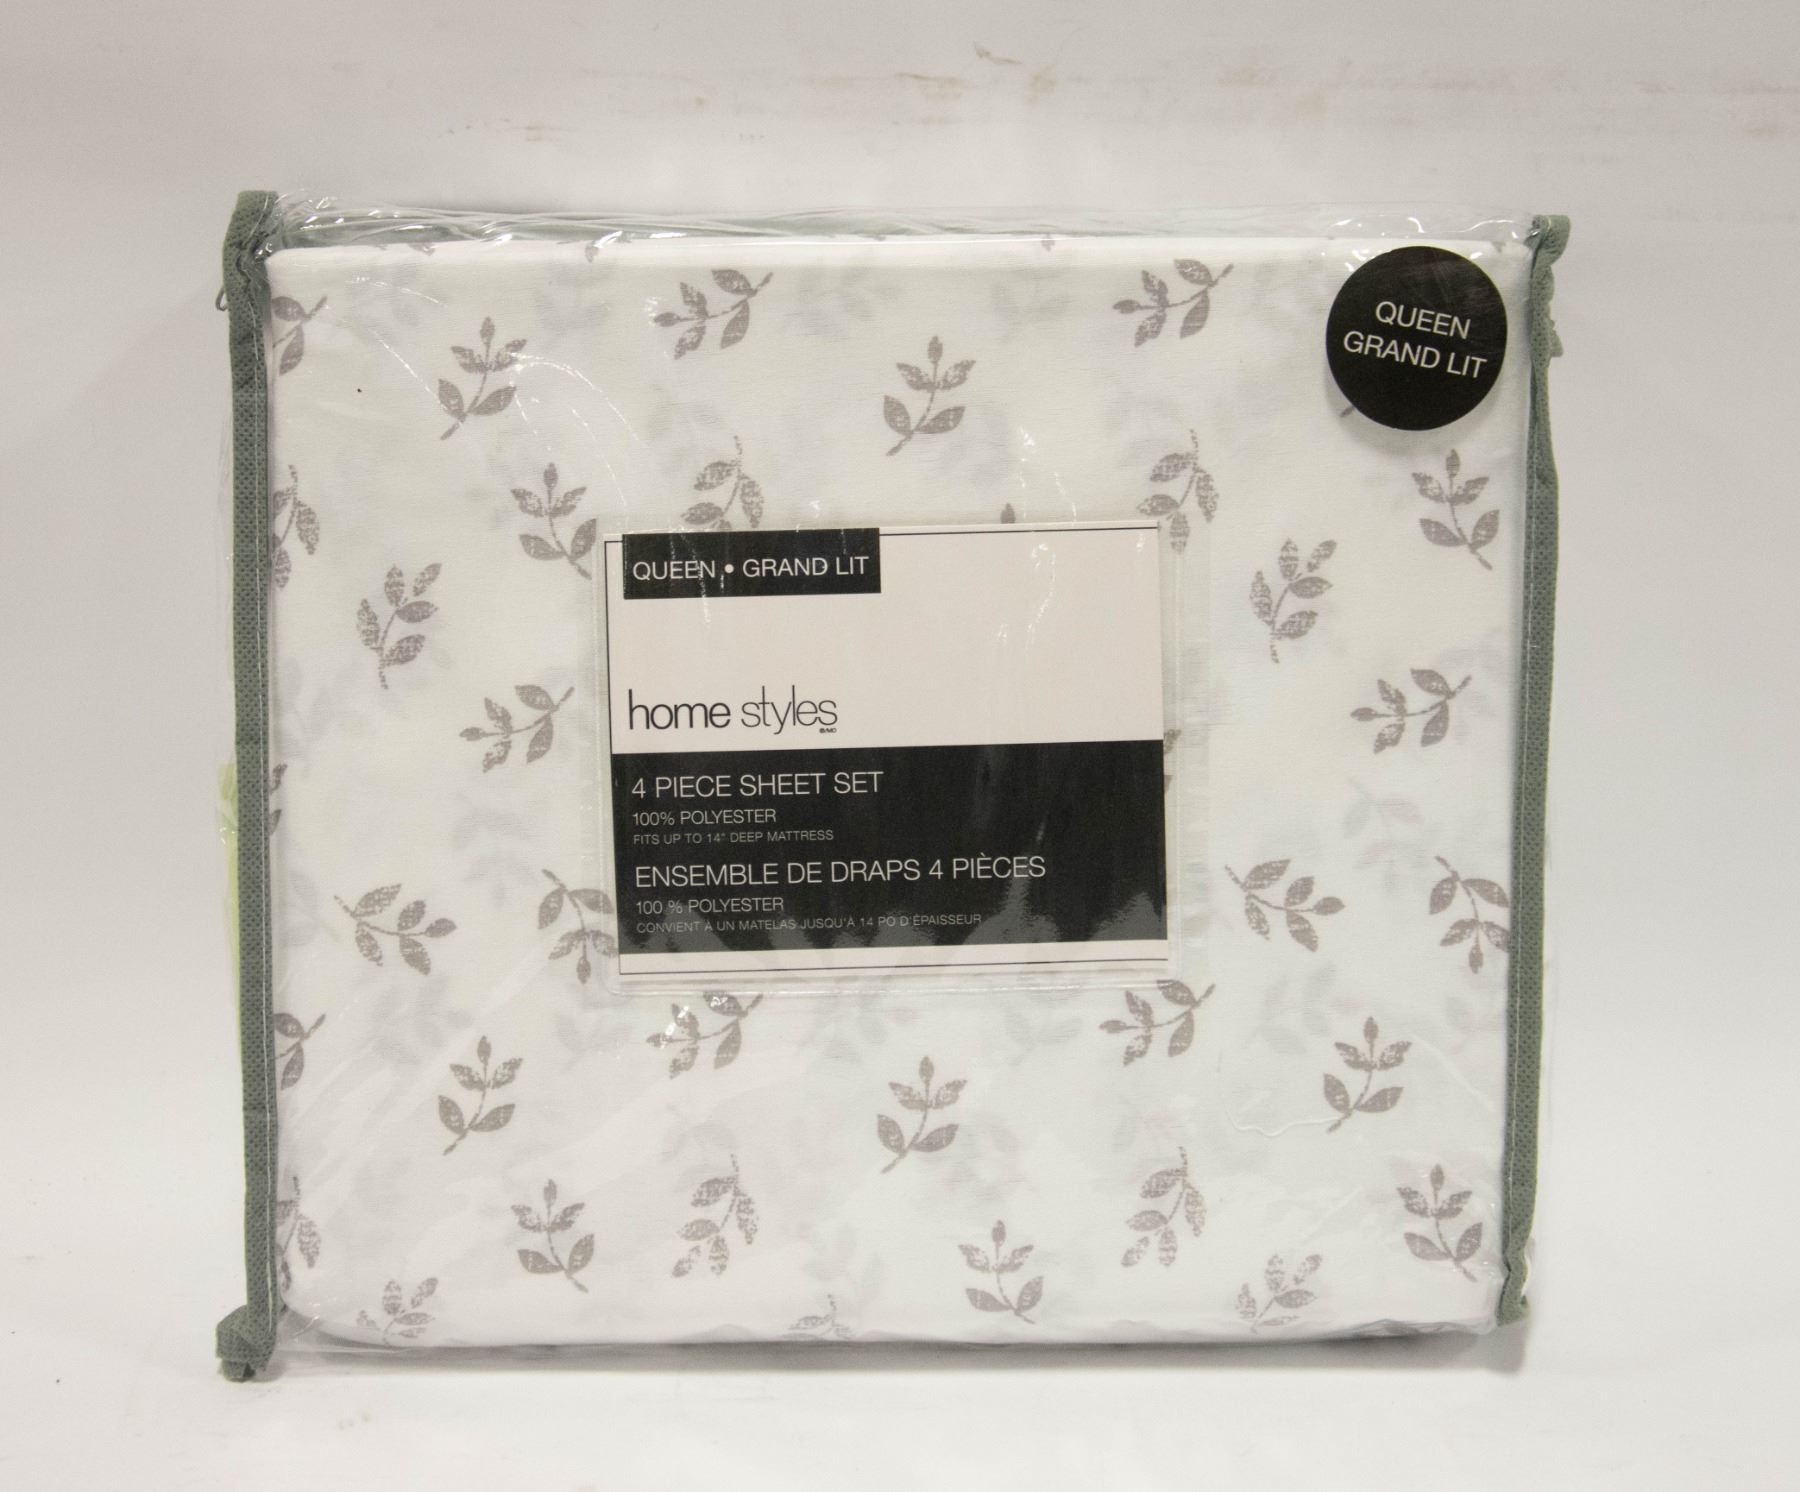 QUEEN
GRAND LIT
QUEEN • GRAND LIT
home styles
4 PIECE SHEET SET
100% POLYESTER
FITS UP TO 14" DEEP MATTRESS
ENSEMBLE DE DRAPS 4 PIÈCES
100 % POLYESTER
CONVIENT À UN MATELAS JUSQU'À 14 PO D'ÉPAISSEUR